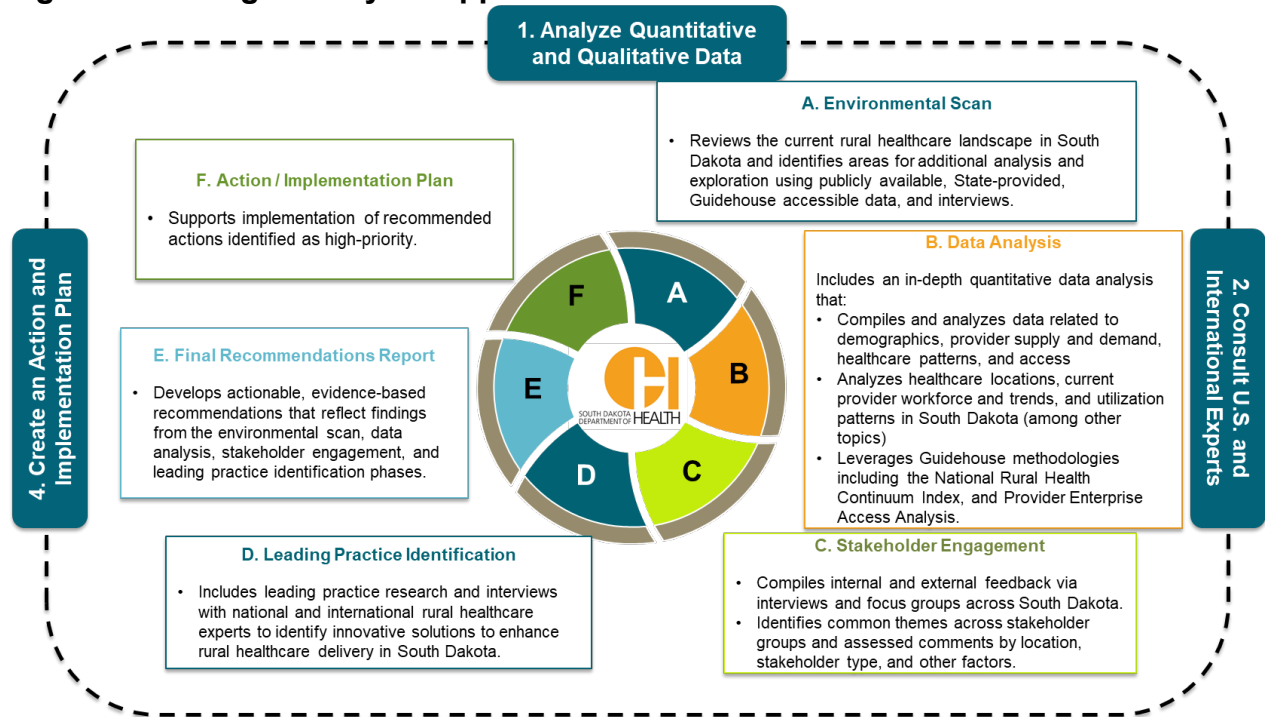 1. Analyze Quantitative
and Qualitative Data
A. Environmental Scan
• Reviews the current rural healthcare landscape in South
Dakota and identifies areas for additional analysis and
exploration using publicly available, State-provided,
Guidehouse accessible data, and interviews.
F. Action / Implementation Plan
• Supports implementation of recommended
actions identified as high-priority.
B. Data Analysis
Includes an in-depth quantitative data analysis
that:
• Compiles and analyzes data related to
demographics, provider supply and demand,
healthcare patterns, and access
• Analyzes healthcare locations, current
provider workforce and trends, and utilization
patterns in South Dakota (among other
topics)
• Leverages Guidehouse methodologies
including the National Rural Health
Continuum Index, and Provider Enterprise
Access Analysis.
2. Consult U.S. and
International Experts
4. Create an Action and
Implementation Plan
E. Final Recommendations Report
• Develops actionable, evidence-based
recommendations that reflect findings
from the environmental scan, data
analysis, stakeholder engagement, and
leading practice identification phases.
F
A
E
B
D
C
SOUTH DAKOTA
DEPARTMENT OF HEALTH
D. Leading Practice Identification
• Includes leading practice research and interviews
with national and international rural healthcare
experts to identify innovative solutions to enhance
rural healthcare delivery in South Dakota.
C. Stakeholder Engagement
• Compiles internal and external feedback via
interviews and focus groups across South Dakota.
• Identifies common themes across stakeholder
groups and assessed comments by location,
stakeholder type, and other factors.